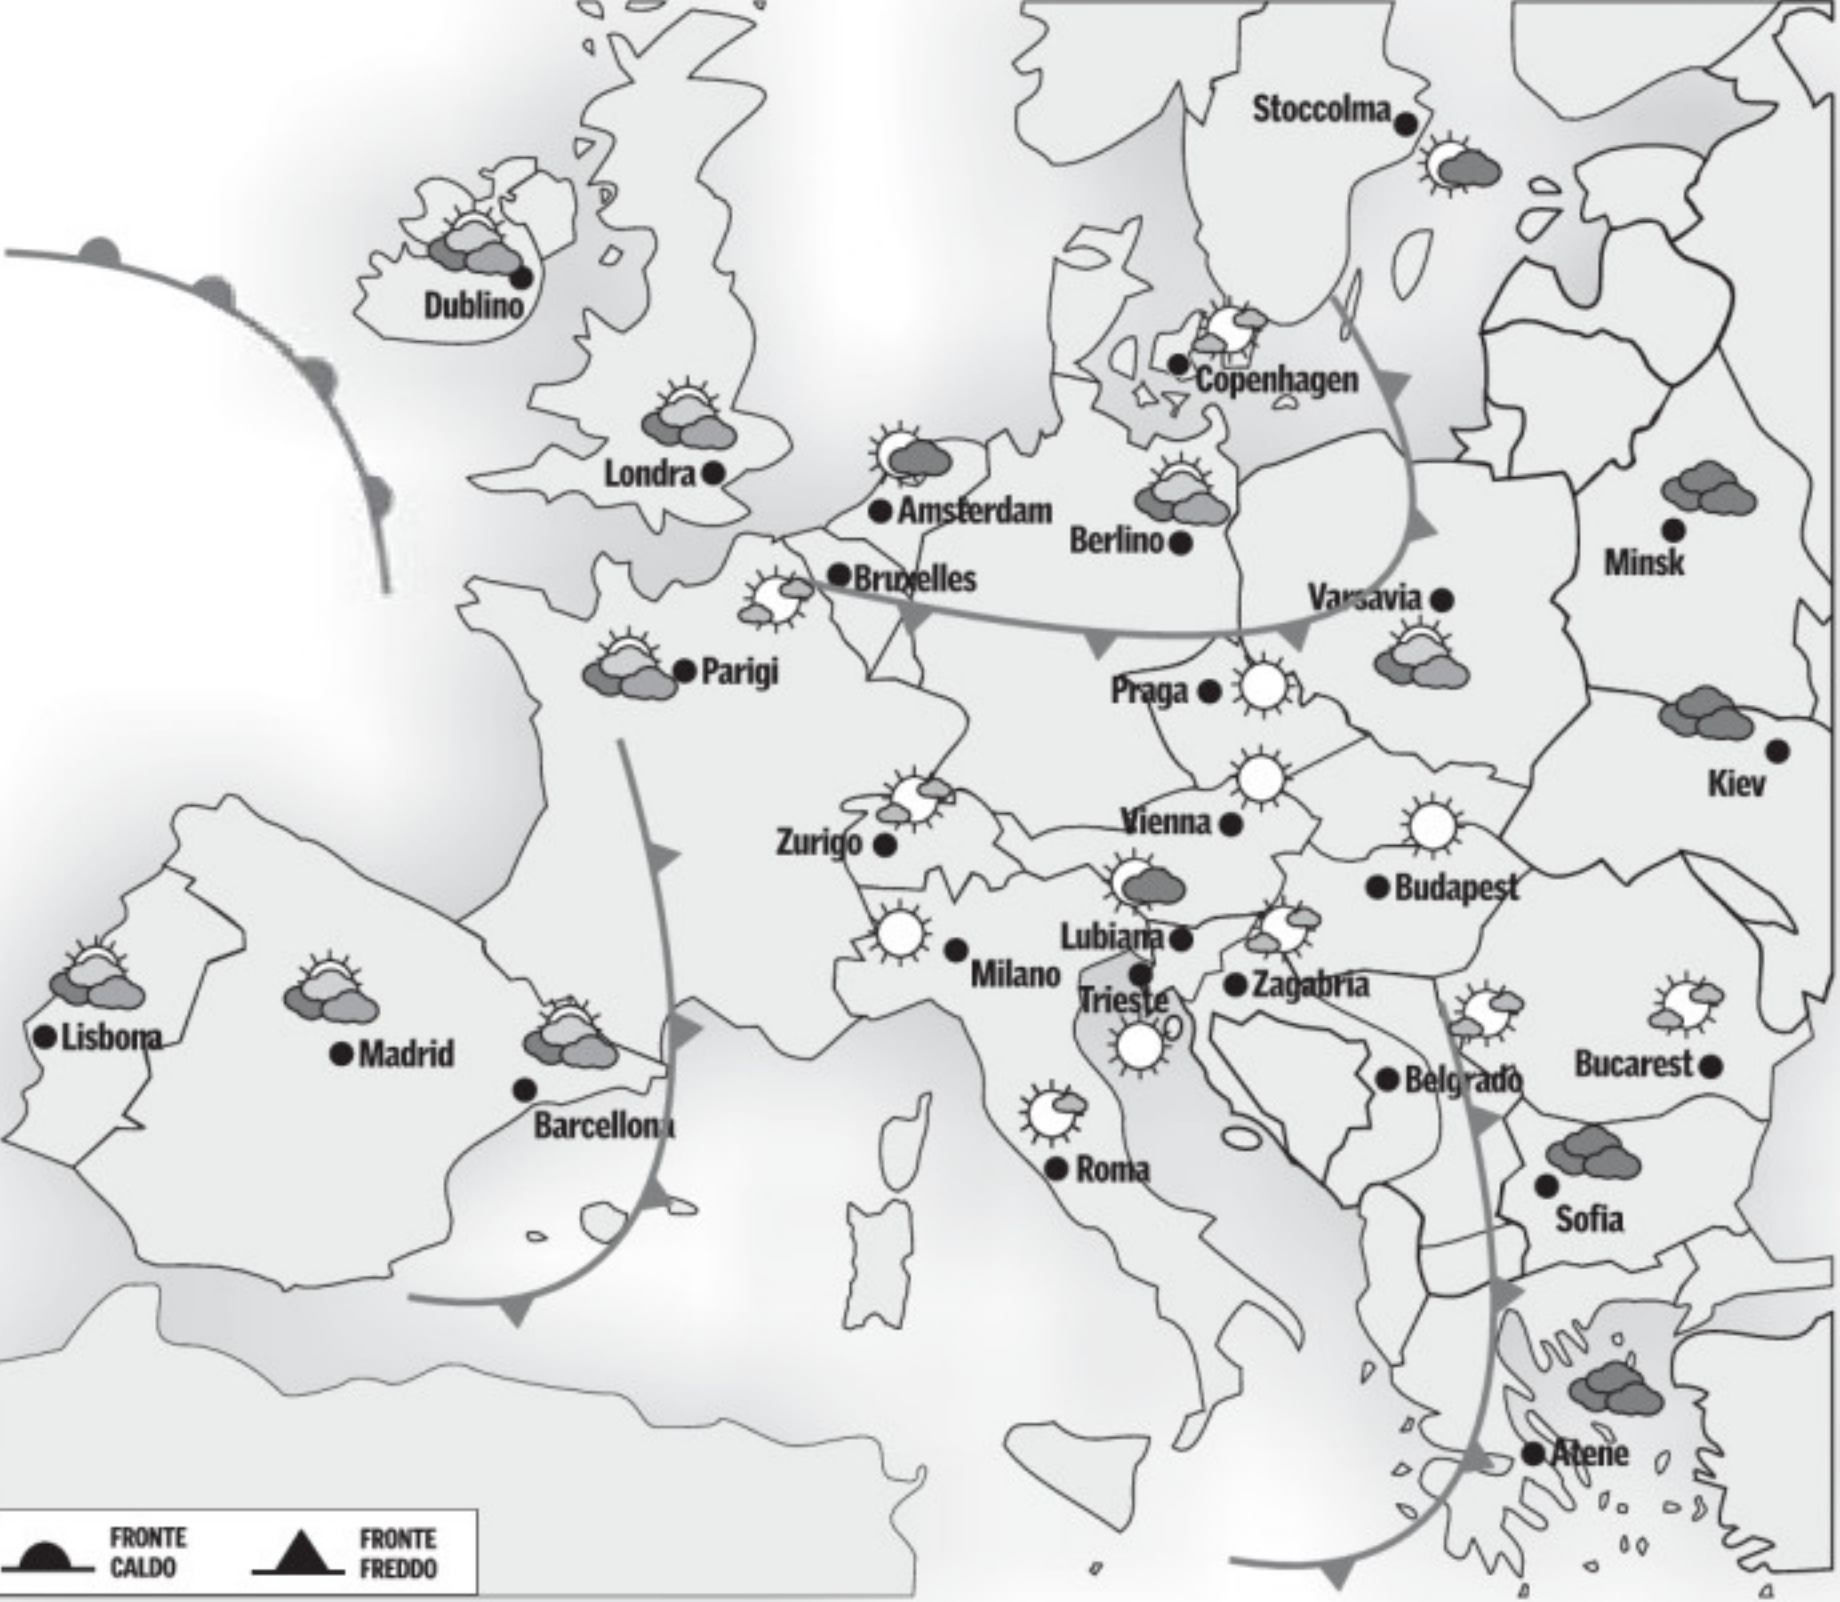 Stoccolma
Dublino
Copenhagen
Londra
Amsterdam
Berlino
Minsk
Bruxelles
Varsavia
Parigi
Praga
Kiev
Vienna
Zurigo
Budapest
Lubiana
Milano
Zagabria
Trieste
Lisbona
Madrid
Bucarest
Belgrado
Barcellona
Roma
Sofia
Atene
FRONTE
CALDO
FRONTE
FREDDO